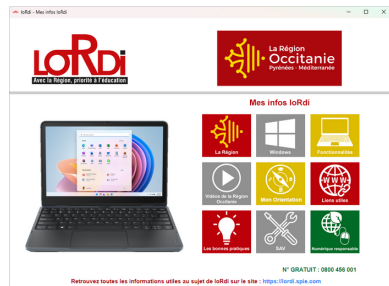 loRdi - Mes infos loRdi
LoRDi
Avec la Région, priorité à l'éducation
La Région
Occitanie
Pyrénées - Méditerranée
Mes infos loRdi
La Région
Windows
Fonctionnalités
Vidéos de la Région
Occitanie
Mon Orientation
WWW
Liens utiles
Les bonnes pratiques
SAV
Numérique responsable
N° GRATUIT : 0800 456 001
Retrouvez toutes les informations utiles au sujet de loRdi sur le site : https://lordi.spie.com